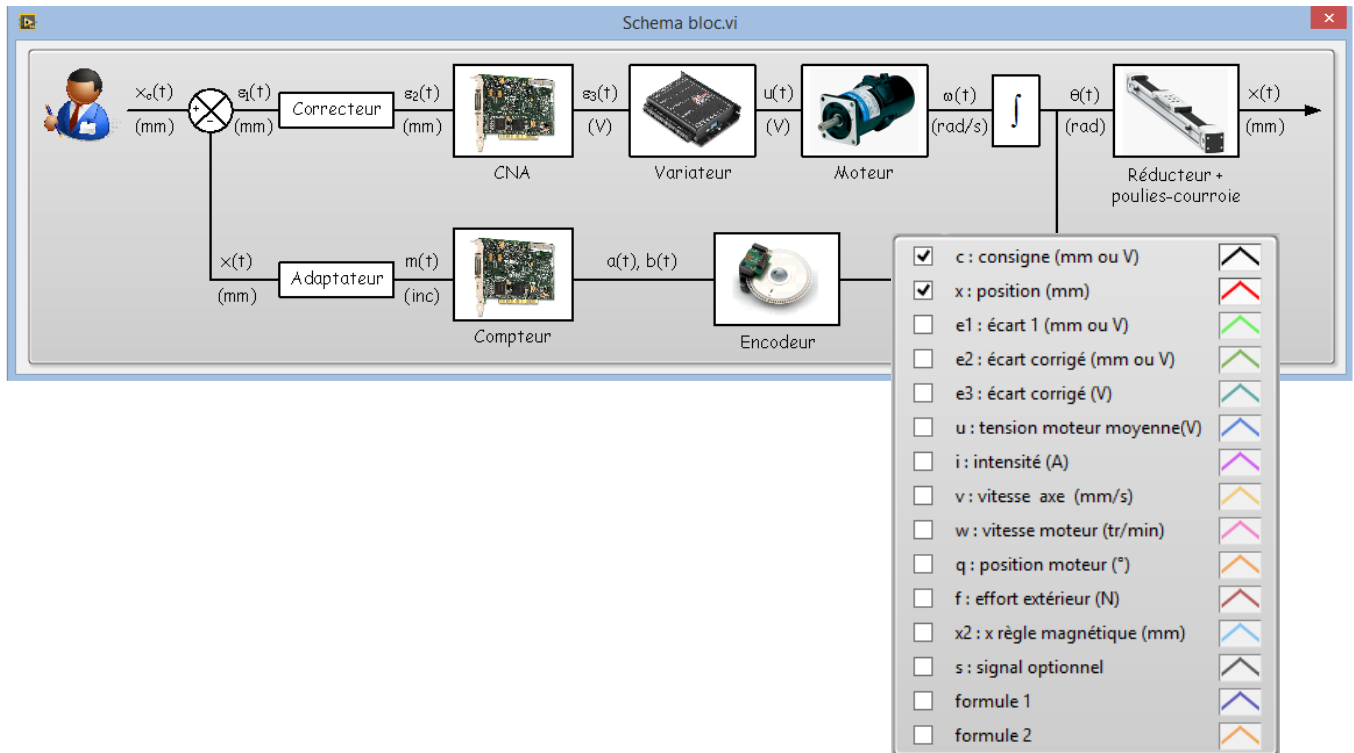 Schema bloc.vi
x
xc(t)
(mm)
+
-
ε1(t)
(mm)
Correcteur
ε2(t)
(mm)
CNA
ε3(t)
(V)
Variateur
u(t)
(V)
Moteur
ω(t)
(rad/s)
∫
θ(t)
(rad)
Réducteur +
poulies-courroie
x(t)
(mm)
x(t)
(mm)
Adaptateur
m(t)
(inc)
Compteur
a(t), b(t)
Encodeur
c : consigne (mm ou V)
x : position (mm)
e1 : écart 1 (mm ou V)
e2 : écart corrigé (mm ou V)
e3 : écart corrigé (V)
u : tension moteur moyenne(V)
i : intensité (A)
v : vitesse axe (mm/s)
w : vitesse moteur (tr/min)
q : position moteur (°)
f : effort extérieur (N)
x2 : x règle magnétique (mm)
s : signal optionnel
formule 1
formule 2